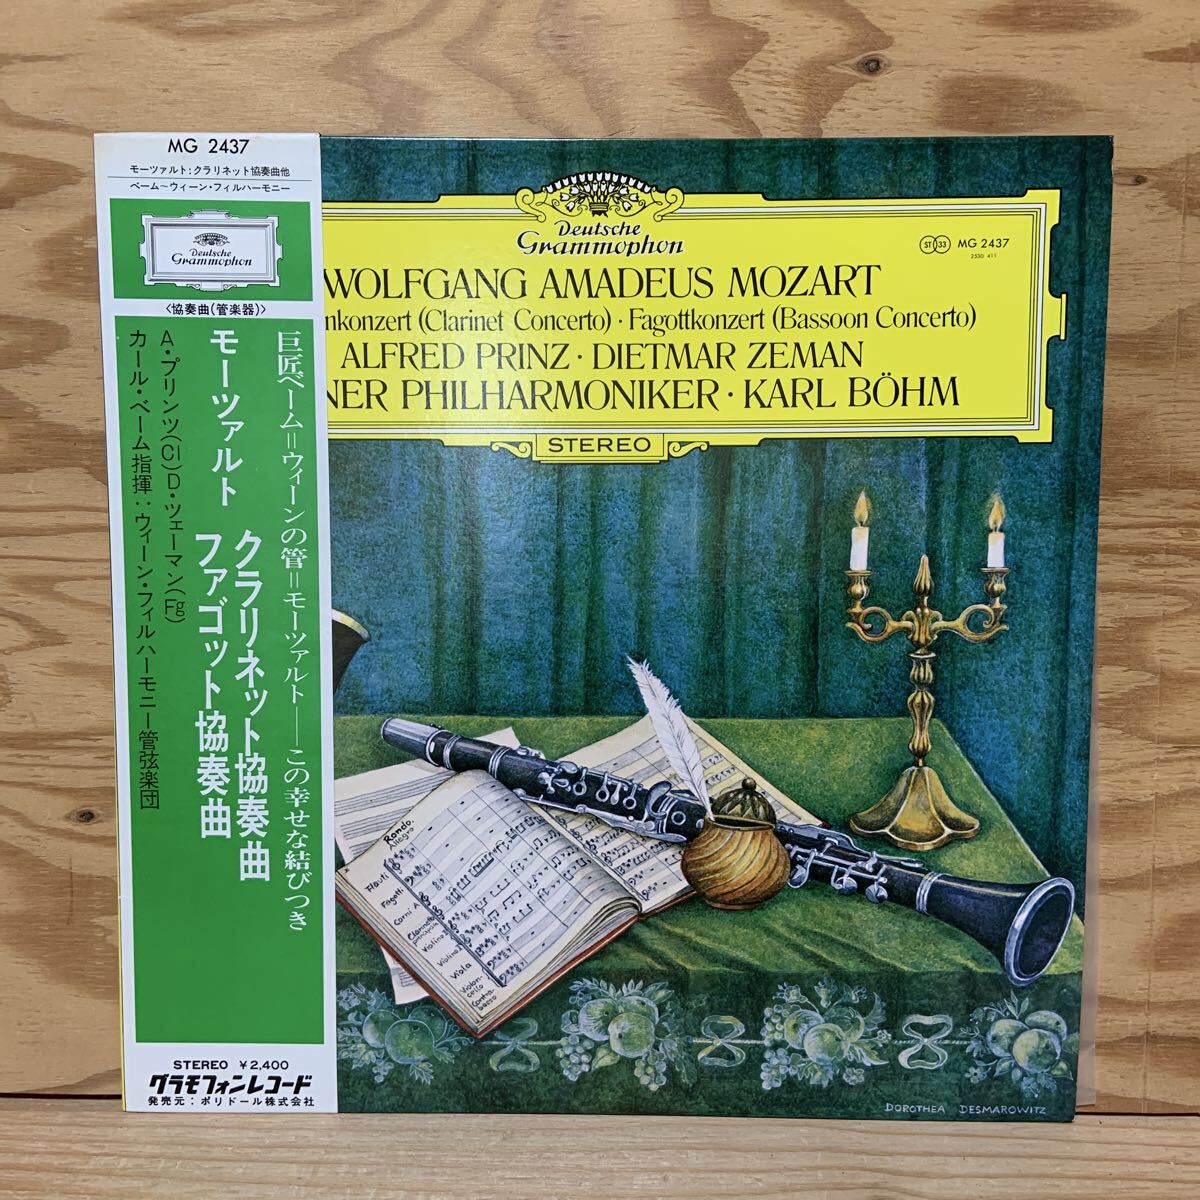 MG 2437
モーツァルト:クラリネット協奏曲他
ベーム~ウィーン・フィルハーモニー
Deutsche
Grammophon
<協奏曲(管楽器)>
巨匠ベーム=ウィーンの管=モーツァルト――この幸せな結びつき
モーツァルト クラリネット協奏曲
ファゴット協奏曲
A・プリンツ(Cl)D・ツェーマン(Fg)
カール・ベーム指揮:ウィーン・フィルハーモニー管弦楽団
STEREO ¥2,400
グラモフォンレコード
発売元:ポリドール株式会社
Deutsche
Grammophon
ST 33 MG 2437
2530 411
WOLFGANG AMADEUS MOZART
nkonzert (Clarinet Concerto) · Fagottkonzert (Bassoon Concerto)
ALFRED PRINZ · DIETMAR ZEMAN
NER PHILHARMONIKER · KARL BÖHM
STEREO
Rondo.
Allegro
Flauti
Fagotti
Corni A
Clarinetto
principale
Violino
Violino
Viola
Violon-
cello
Contra-
basso
DOROTHEA DESMAROWITZ